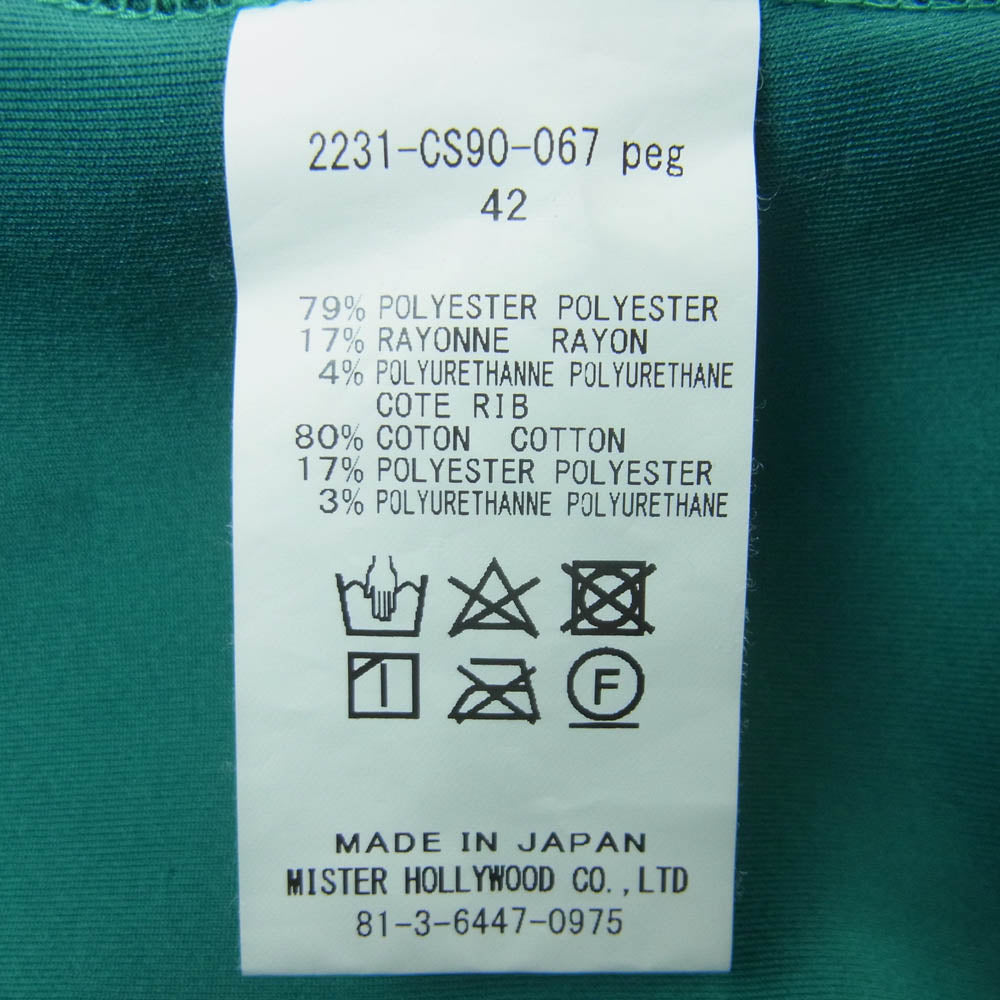 2231-CS90-067 peg
42
79% POLYESTER POLYESTER
17% RAYONNE RAYON
4% POLYURETHANNE POLYURETHANE
COTE RIB
80% COTON COTTON
17% POLYESTER POLYESTER
3% POLYURETHANNE POLYURETHANE
F
MADE IN JAPAN
MISTER HOLLYWOOD CO.,LTD
81-3-6447-0975